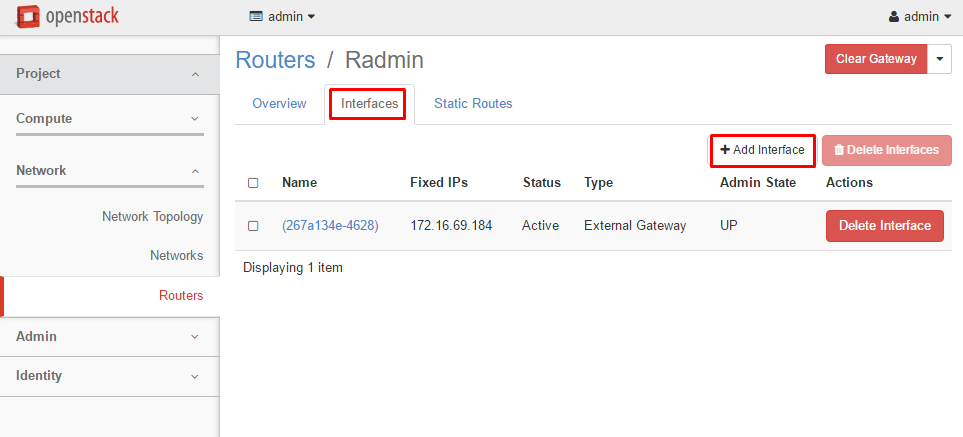 openstack
admin
admin
Project
Compute
Network
Network Topology
Networks
Routers
Admin
Identity
Routers / Radmin
Clear Gateway
Overview
Interfaces
Static Routes
+ Add Interface
Delete Interfaces
Name Fixed IPs Status Type Admin State Actions
(267a134e-4628) 172.16.69.184 Active External Gateway UP Delete Interface
Displaying 1 item